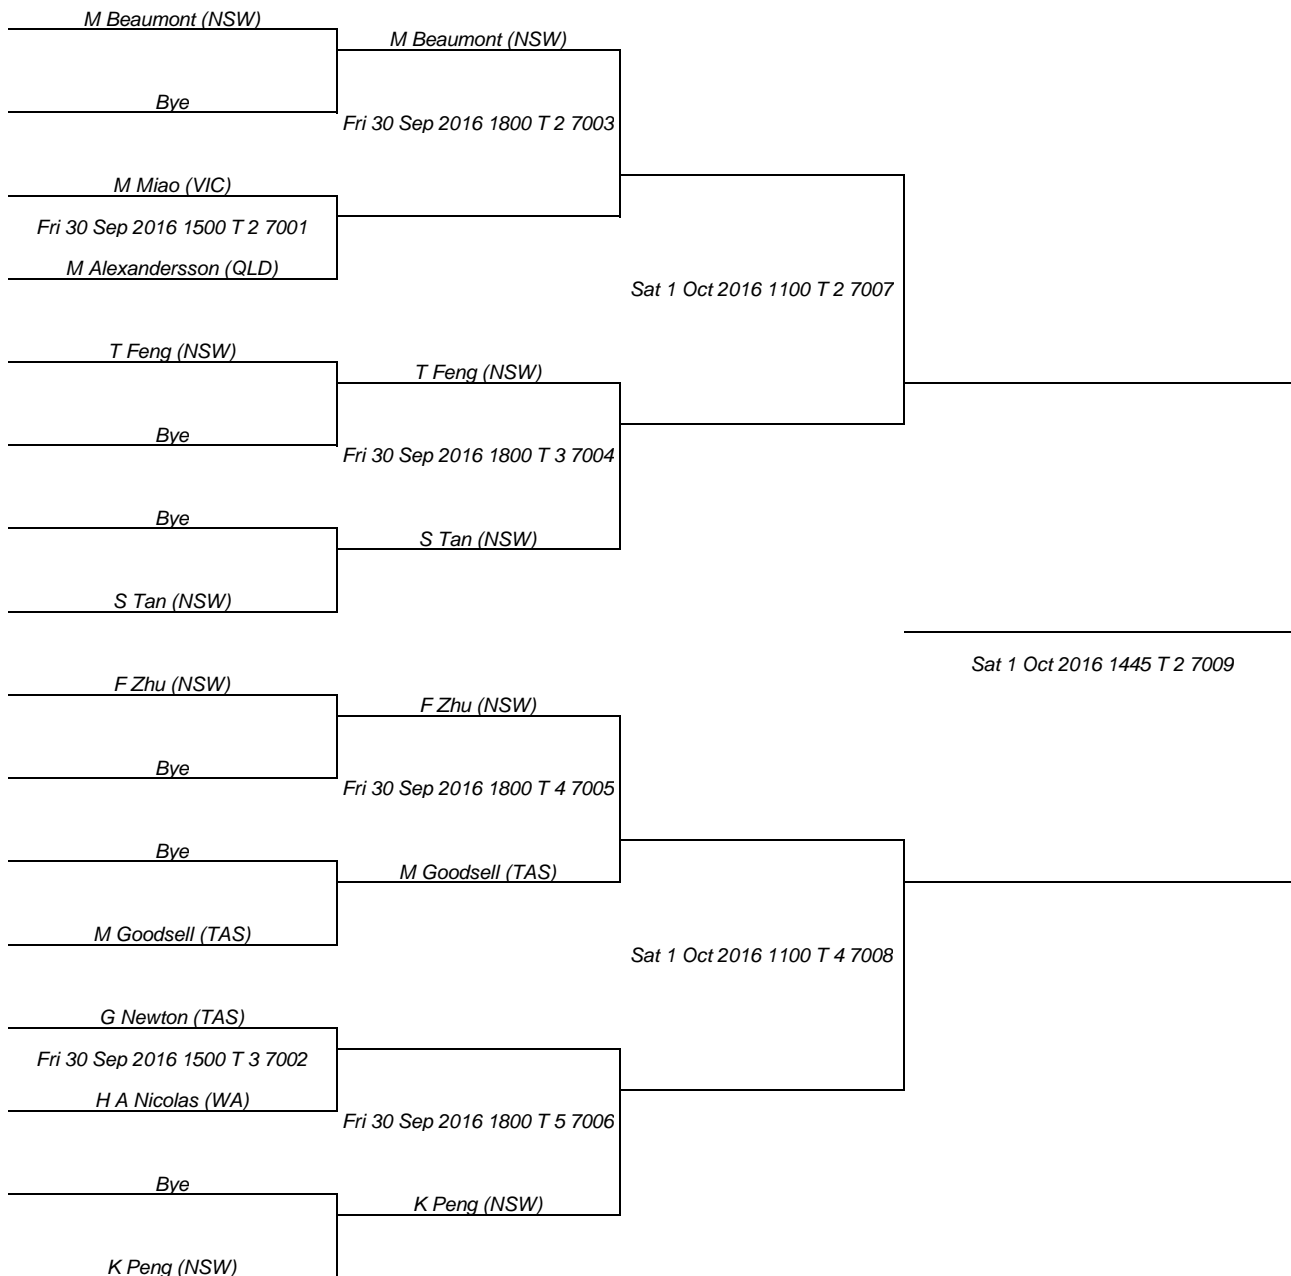 M Beaumont (NSW)
M Beaumont (NSW)
Bye
Fri 30 Sep 2016 1800 T 2 7003
M Miao (VIC)
Fri 30 Sep 2016 1500 T 2 7001
M Alexandersson (QLD)
Sat 1 Oct 2016 1100 T 2 7007
T Feng (NSW)
T Feng (NSW)
Bye
Fri 30 Sep 2016 1800 T 3 7004
Bye
S Tan (NSW)
S Tan (NSW)
Sat 1 Oct 2016 1445 T 2 7009
F Zhu (NSW)
F Zhu (NSW)
Bye
Fri 30 Sep 2016 1800 T 4 7005
Bye
M Goodsell (TAS)
M Goodsell (TAS)
Sat 1 Oct 2016 1100 T 4 7008
G Newton (TAS)
Fri 30 Sep 2016 1500 T 3 7002
H A Nicolas (WA)
Fri 30 Sep 2016 1800 T 5 7006
Bye
K Peng (NSW)
K Peng (NSW)